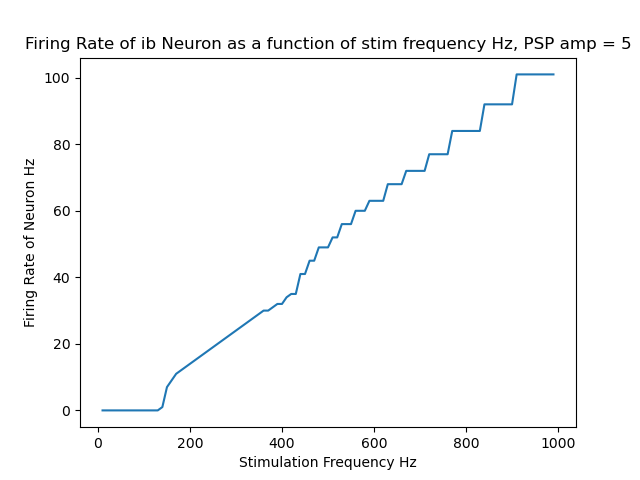 Firing Rate of ib Neuron as a function of stim frequency Hz, PSP amp = 5
Firing Rate of Neuron Hz
100
80
60
40
20
0
0 200 400 600 800 1000
Stimulation Frequency Hz